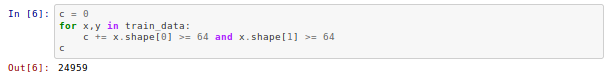 In [6]: c = 0
for x,y in train_data:
    c += x.shape[0] >= 64 and x.shape[1] >= 64
c
Out[6]: 24959